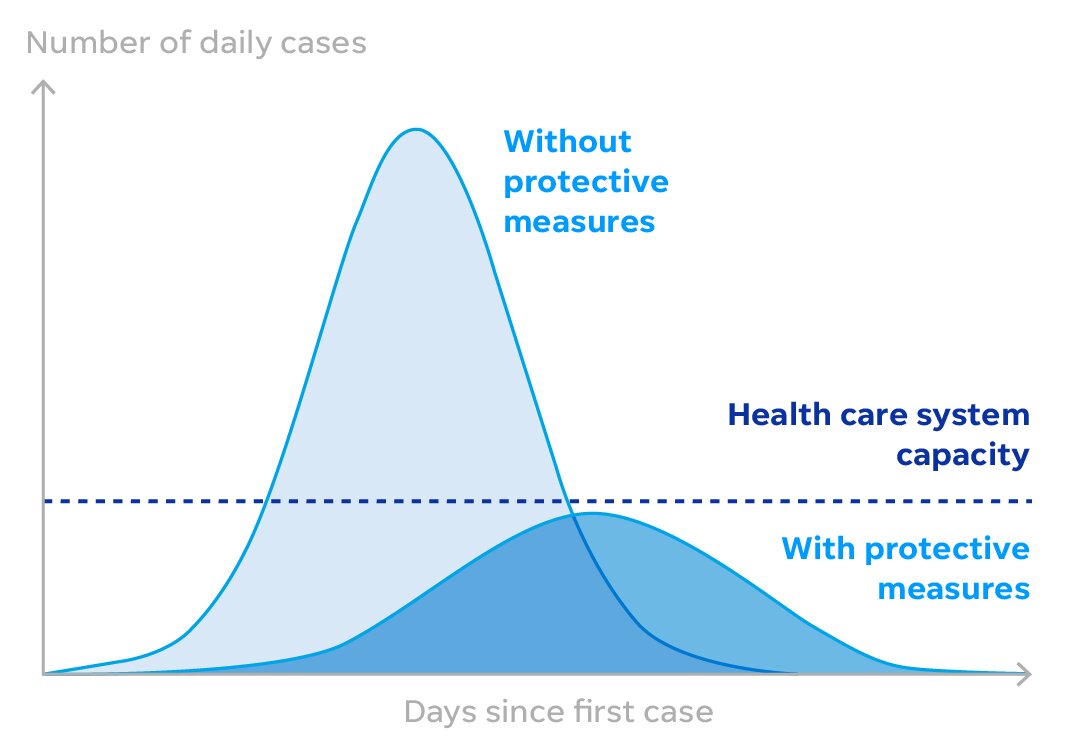 Number of daily cases
Without
protective
measures
Health care system
capacity
With protective
measures
Days since first case